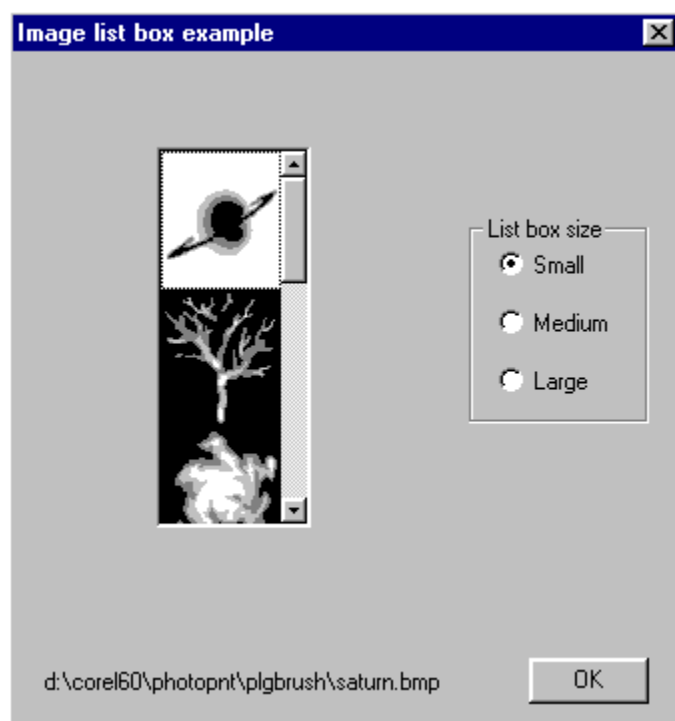 Image list box example
List box size
Small
Medium
Large
d:\corel60\photopnt\plgbrush\saturn.bmp
OK